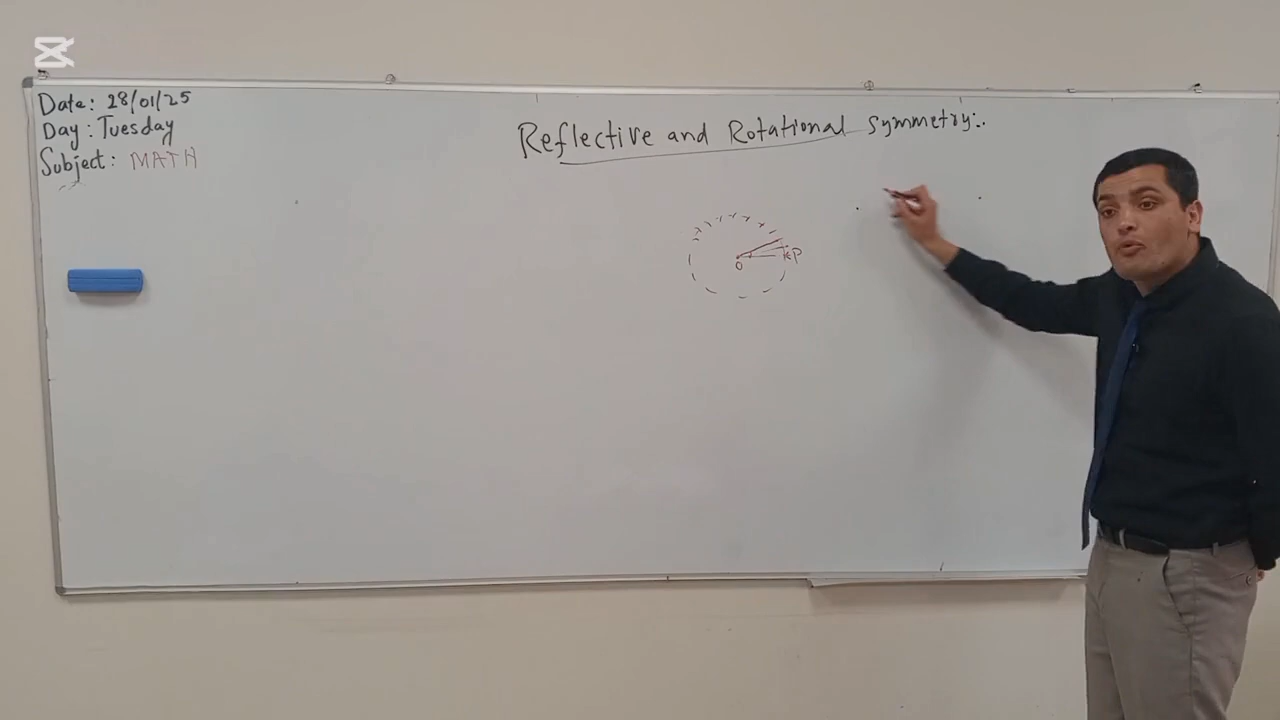 Date: 28/01/25
Day: Tuesday
Subject: MATH
Reflective and Rotational Symmetry:.
O
P